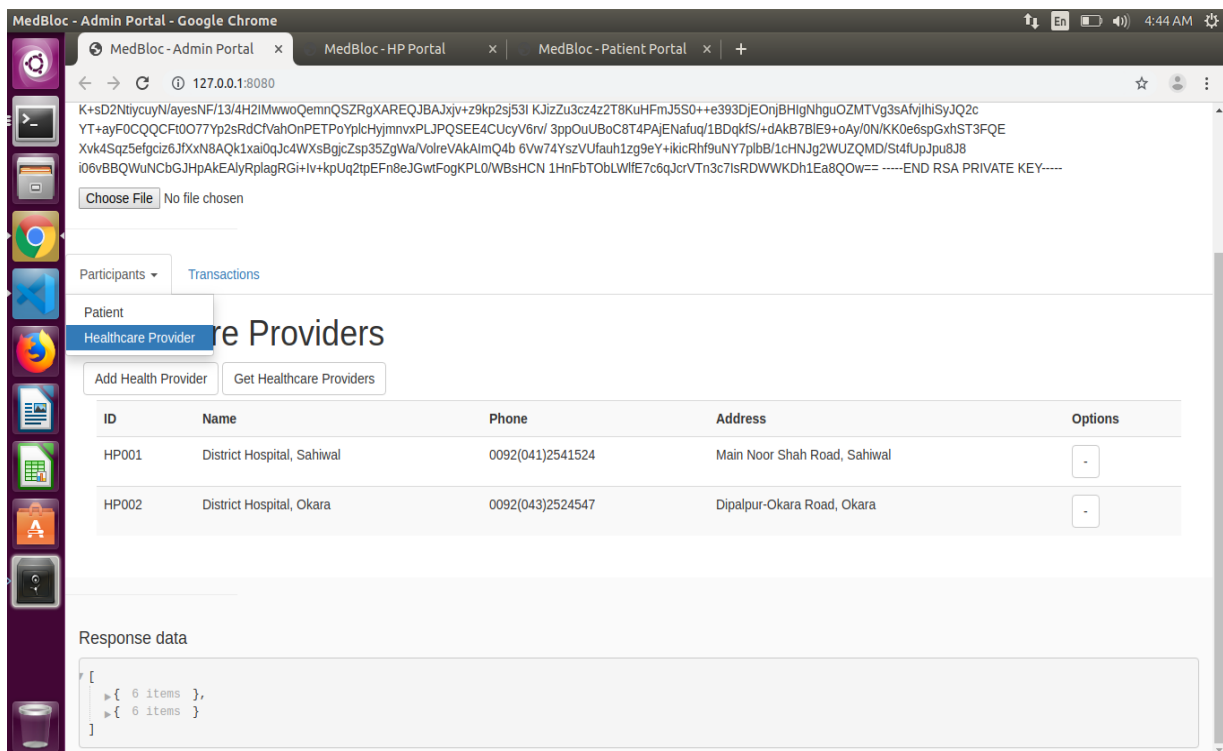 MedBloc - Admin Portal - Google Chrome
En
4:44 AM
MedBloc - Admin Portal × MedBloc - HP Portal × MedBloc - Patient Portal × +
127.0.0.1:8080
K+sD2NtiycuyN/ayesNF/13/4H2IMwwoQemnQSZRgXAREQJBAJxjv+z9kp2sj53I KJizZu3cz4z2T8KuHFmJ5S0++e393DjEOnjBHIgNhguOZMTVg3sAfvjIhiSyJQ2c
YT+ayF0CQQCFt0O77Yp2sRdCfVahOnPETPoYplcHyjmnvxPLJPQSEE4CUcyV6rv/ 3ppOuUBoC8T4PAjENafuq/1BDqkfS/+dAkB7BlE9+oAy/0N/KK0e6spGxhST3FQE
Xvk4Sqz5efgciz6JfXxN8AQk1xai0qJc4WXsBgjcZsp35ZgWa/VolreVAkAImQ4b 6Vw74YszVUfauh1zg9eY+ikicRhf9uNY7plbB/1cHNJg2WUZQMD/St4fUpJpu8J8
i06vBBQWuNCbGJHpAkEAlyRplagRGi+Iv+kpUq2tpEFn8eJGwtFogKPL0/WBsHCN 1HnFbTObLWlfE7c6qJcrVTn3c7IsRDWWKDh1Ea8QOw== -----END RSA PRIVATE KEY-----
Choose File No file chosen
Participants Transactions
Patient
Healthcare Provider
re Providers
Add Health Provider Get Healthcare Providers
ID Name Phone Address Options
HP001 District Hospital, Sahiwal 0092(041)2541524 Main Noor Shah Road, Sahiwal -
HP002 District Hospital, Okara 0092(043)2524547 Dipalpur-Okara Road, Okara -
Response data
[
{ 6 items },
{ 6 items }
]